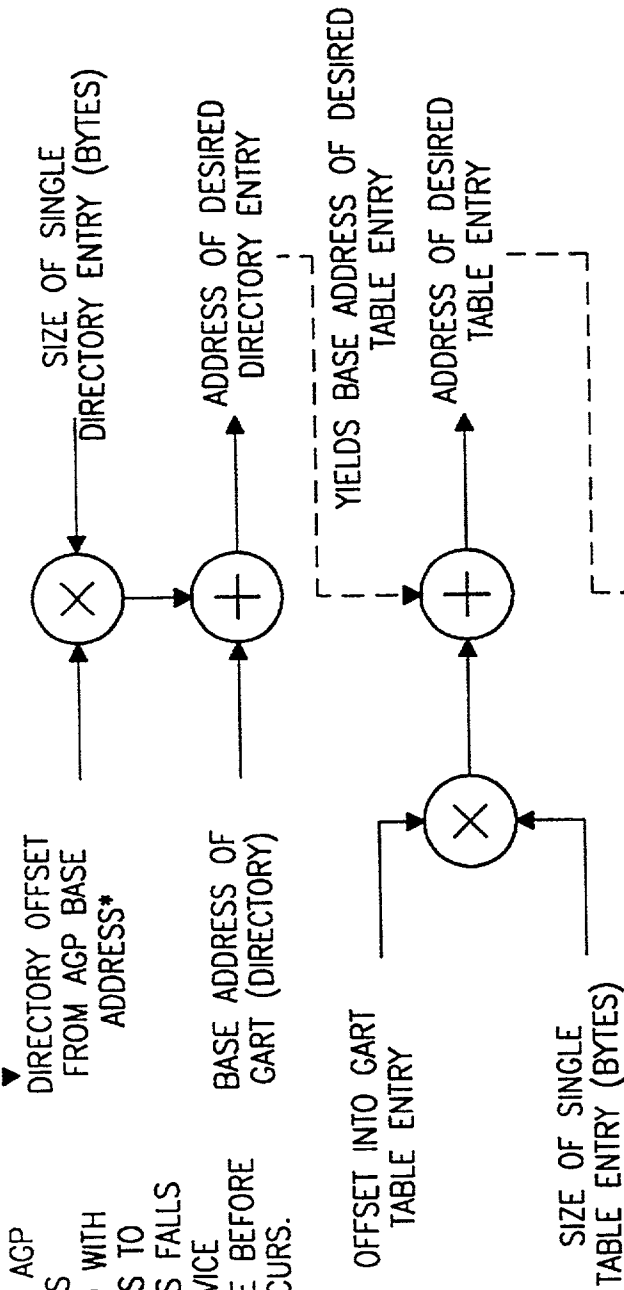 AGP
S
WITH
S TO
S FALLS
VICE
E BEFORE
CURS.
DIRECTORY OFFSET
FROM AGP BASE
ADDRESS*
SIZE OF SINGLE
DIRECTORY ENTRY (BYTES)
×
BASE ADDRESS OF
GART (DIRECTORY)
+
ADDRESS OF DESIRED
DIRECTORY ENTRY
YIELDS BASE ADDRESS OF DESIRED
TABLE ENTRY
OFFSET INTO GART
TABLE ENTRY
×
+
ADDRESS OF DESIRED
TABLE ENTRY
SIZE OF SINGLE
TABLE ENTRY (BYTES)